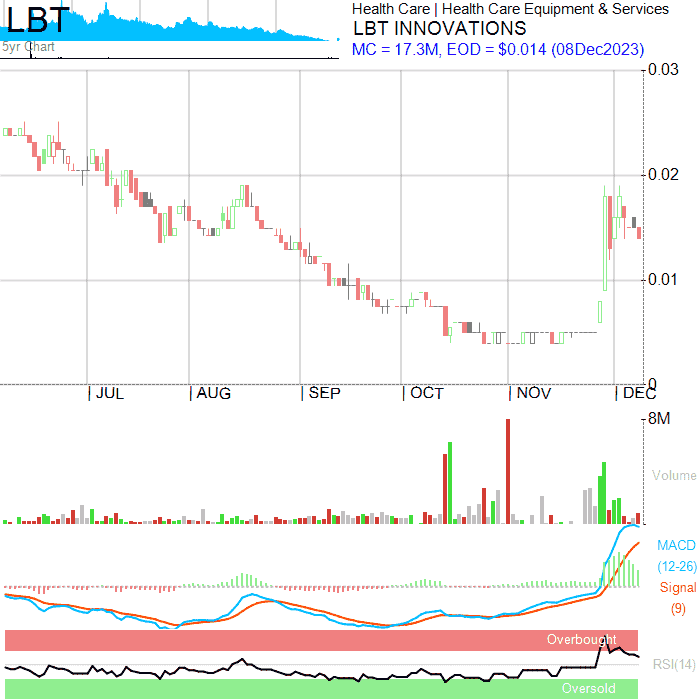 LBT
5yr Chart
Health Care | Health Care Equipment & Services
LBT INNOVATIONS
MC = 17.3M, EOD = $0.014 (08Dec2023)
0.03
0.02
0.01
0
JUL
AUG
SEP
OCT
NOV
DEC
8M
Volume
MACD
(12-26)
Signal
(9)
Overbought
RSI(14)
Oversold